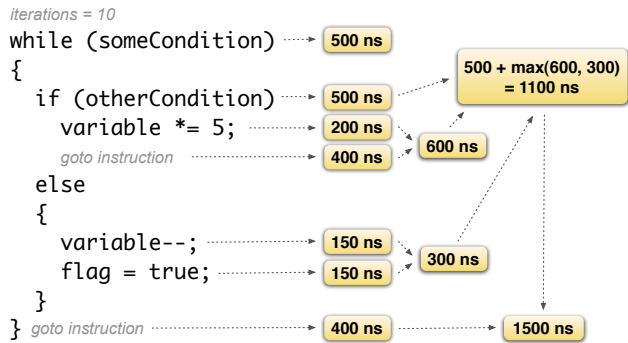 iterations = 10
while (someCondition) 500 ns
{
if (otherCondition) 500 ns
500 + max(600, 300)
= 1100 ns
variable *= 5; 200 ns
goto instruction 400 ns
600 ns
else
{
variable--; 150 ns
flag = true; 150 ns
300 ns
}
} goto instruction 400 ns 1500 ns